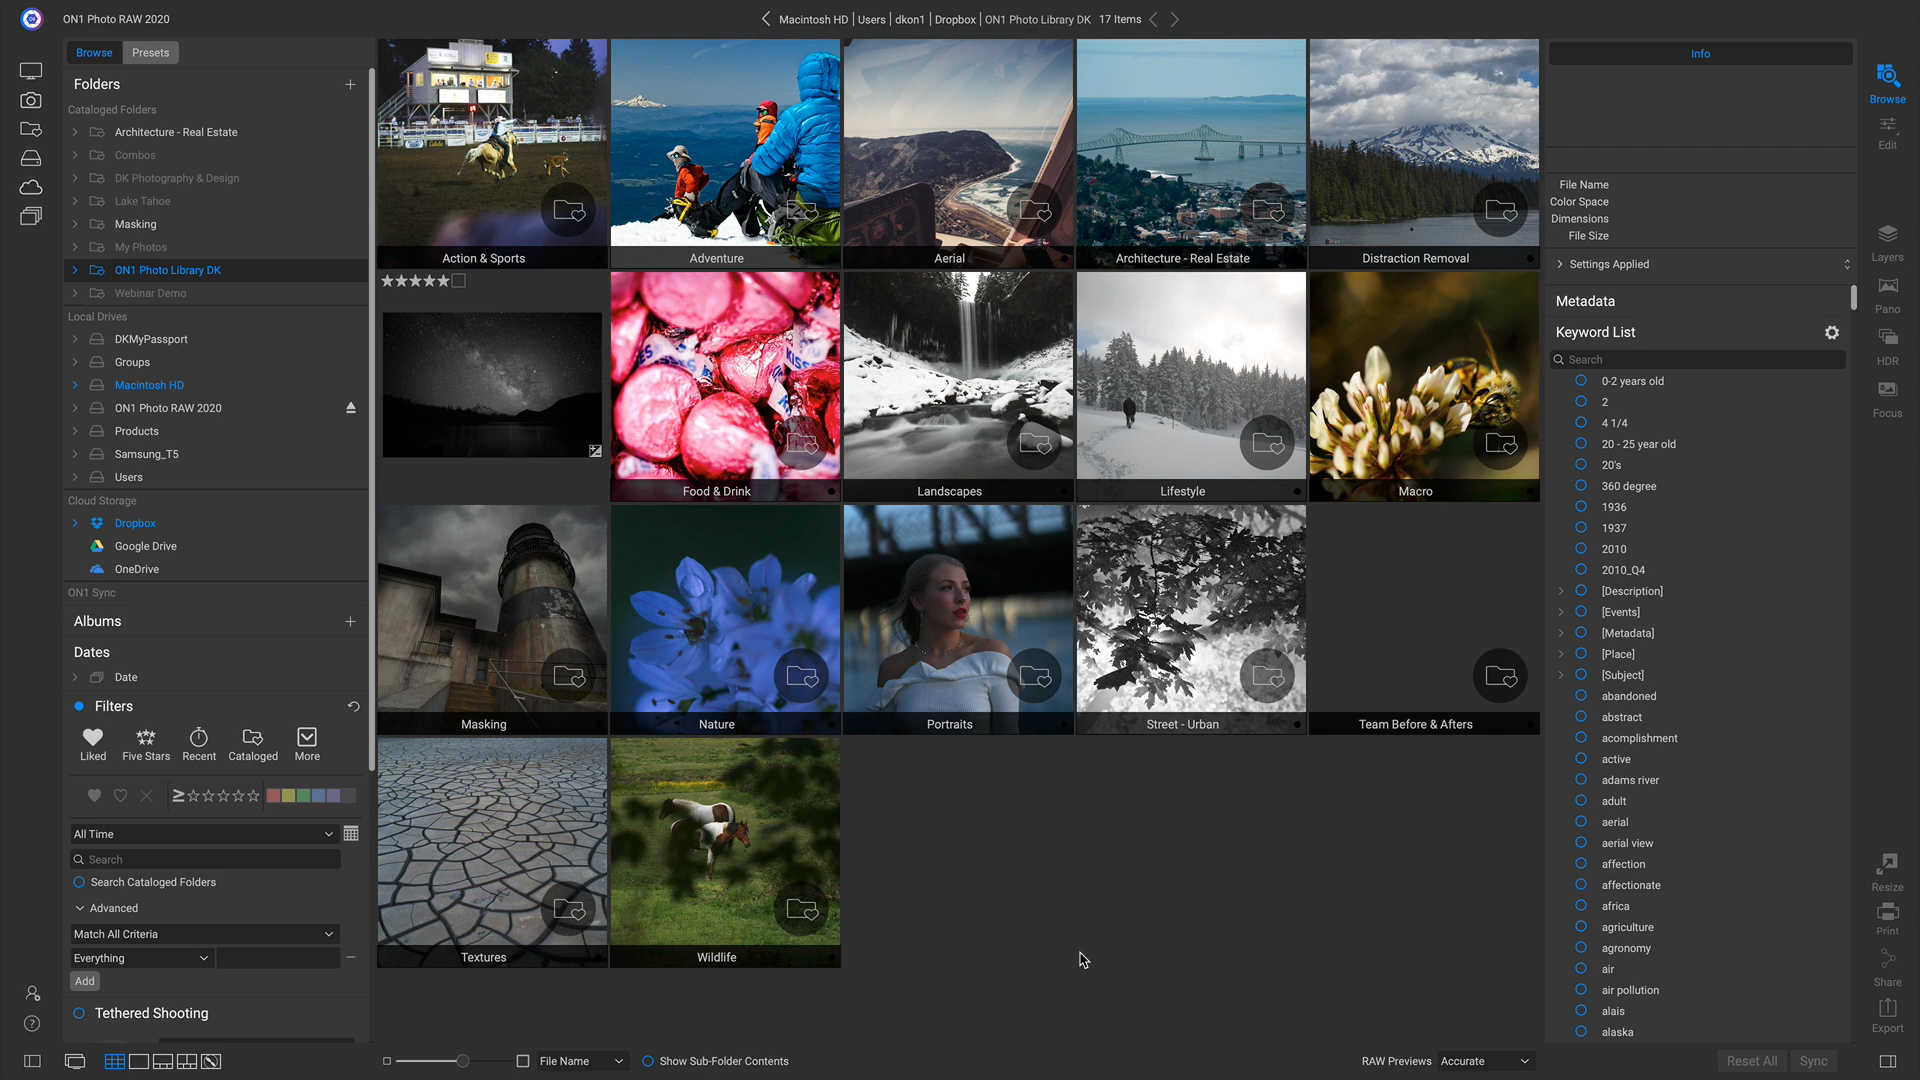 ON1 Photo RAW 2020
Macintosh HD | Users | dkon1 | Dropbox | ON1 Photo Library DK 17 Items
Browse Presets
Folders
Cataloged Folders
Architecture - Real Estate
Combos
DK Photography & Design
Lake Tahoe
Masking
My Photos
ON1 Photo Library DK
Webinar Demo
Local Drives
DKMyPassport
Groups
Macintosh HD
ON1 Photo RAW 2020
Products
Samsung_T5
Users
Cloud Storage
Dropbox
Google Drive
OneDrive
ON1 Sync
Albums
Dates
Date
Filters
Liked Five Stars Recent Cataloged More
All Time
Search
Search Cataloged Folders
Advanced
Match All Criteria
Everything
Add
Tethered Shooting
Action & Sports Adventure Aerial Architecture - Real Estate Distraction Removal
KISS
Food & Drink Landscapes Lifestyle Macro
Masking Nature Portraits Street - Urban Team Before & Afters
Textures Wildlife
File Name Show Sub-Folder Contents RAW Previews Accurate
Info
File Name
Color Space
Dimensions
File Size
Settings Applied
Metadata
Keyword List
Search
0-2 years old
2
4 1/4
20 - 25 year old
20's
360 degree
1936
1937
2010
2010_Q4
[Description]
[Events]
[Metadata]
[Place]
[Subject]
abandoned
abstract
acomplishment
active
adams river
adult
aerial
aerial view
affection
affectionate
africa
agriculture
agronomy
air
air pollution
alais
alaska
Reset All Sync
Browse
Edit
Layers
Pano
HDR
Focus
Resize
Print
Share
Export